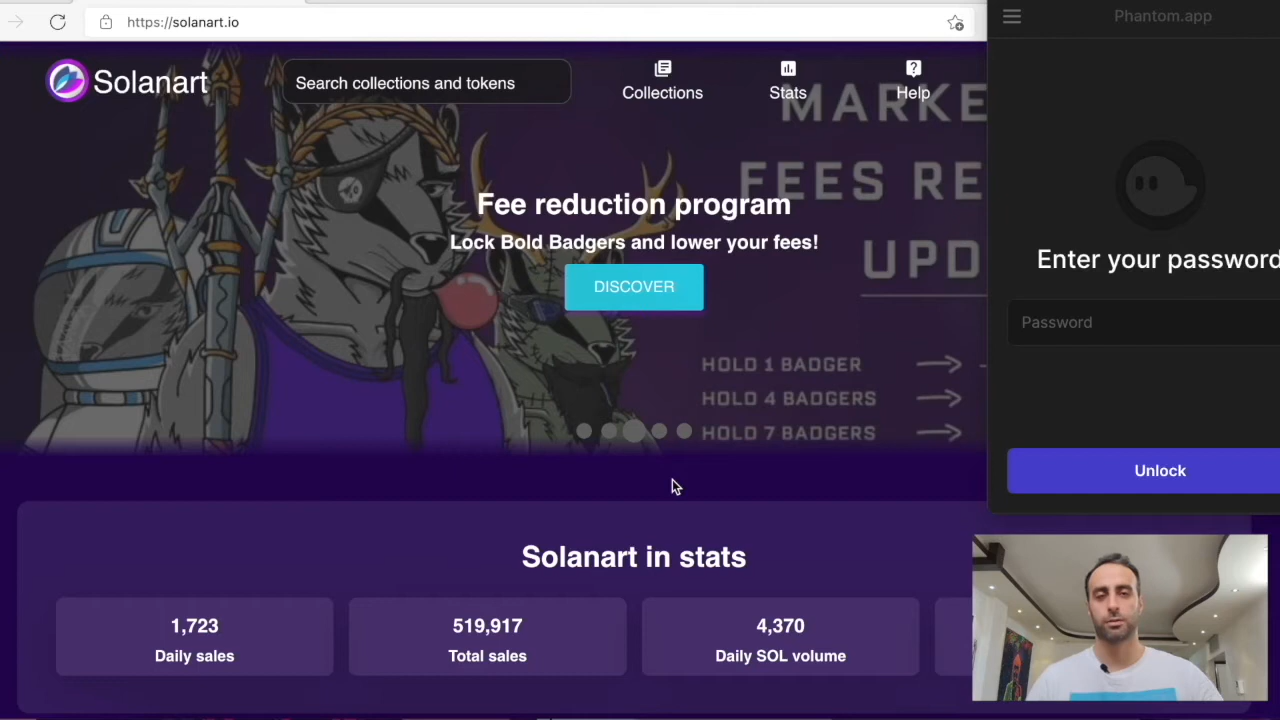 https://solanart.io
Phantom.app
Solanart
Search collections and tokens
Collections
Stats
Help
MARKE
FEES RE
UPD
Fee reduction program
Lock Bold Badgers and lower your fees!
DISCOVER
HOLD 1 BADGER
HOLD 4 BADGERS
HOLD 7 BADGERS
Enter your password
Password
Unlock
Solanart in stats
1,723
Daily sales
519,917
Total sales
4,370
Daily SOL volume